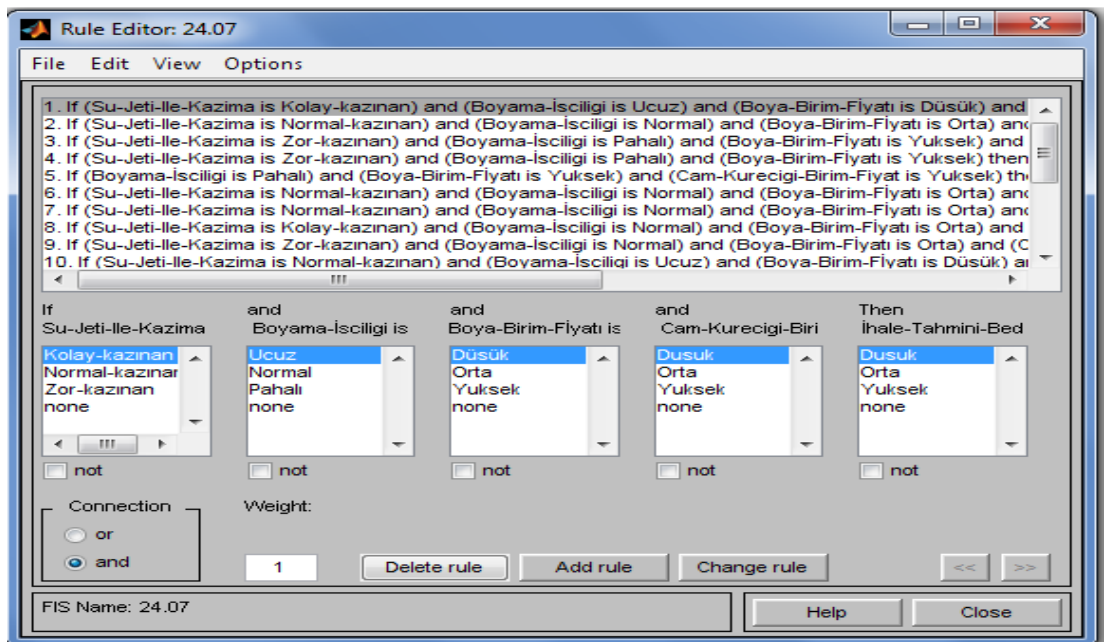 Rule Editor: 24.07
File Edit View Options
1. If (Su-Jeti-Ile-Kazima is Kolay-kazınan) and (Boyama-İsciligi is Ucuz) and (Boya-Birim-Fİyatı is Düsük) and
2. If (Su-Jeti-Ile-Kazima is Normal-kazınan) and (Boyama-İsciligi is Normal) and (Boya-Birim-Fİyatı is Orta) and
3. If (Su-Jeti-Ile-Kazima is Zor-kazınan) and (Boyama-İsciligi is Pahalı) and (Boya-Birim-Fİyatı is Yuksek) and
4. If (Su-Jeti-Ile-Kazima is Zor-kazınan) and (Boyama-İsciligi is Pahalı) and (Boya-Birim-Fİyatı is Yuksek) then
5. If (Boyama-İsciligi is Pahalı) and (Boya-Birim-Fİyatı is Yuksek) and (Cam-Kurecigi-Birim-Fiyat is Yuksek) the
6. If (Su-Jeti-Ile-Kazima is Normal-kazınan) and (Boyama-İsciligi is Normal) and (Boya-Birim-Fİyatı is Orta) and
7. If (Su-Jeti-Ile-Kazima is Normal-kazınan) and (Boyama-İsciligi is Normal) and (Boya-Birim-Fİyatı is Orta) and
8. If (Su-Jeti-Ile-Kazima is Kolay-kazınan) and (Boyama-İsciligi is Normal) and (Boya-Birim-Fİyatı is Orta) and
9. If (Su-Jeti-Ile-Kazima is Zor-kazınan) and (Boyama-İsciligi is Normal) and (Boya-Birim-Fİyatı is Orta) and (C
10. If (Su-Jeti-Ile-Kazima is Normal-kazınan) and (Boyama-İsciligi is Ucuz) and (Boya-Birim-Fİyatı is Düsük) a
If and and and Then
Su-Jeti-Ile-Kazima Boyama-İsciligi is Boya-Birim-Fİyatı is Cam-Kurecigi-Biri İhale-Tahmini-Bed
Kolay-kazınan Ucuz Düsük Dusuk Dusuk
Normal-kazınar Normal Orta Orta Orta
Zor-kazınan Pahalı Yuksek Yuksek Yuksek
none none none none none
not not not not not
Connection Weight:
or
and 1 Delete rule Add rule Change rule << >>
FIS Name: 24.07 Help Close